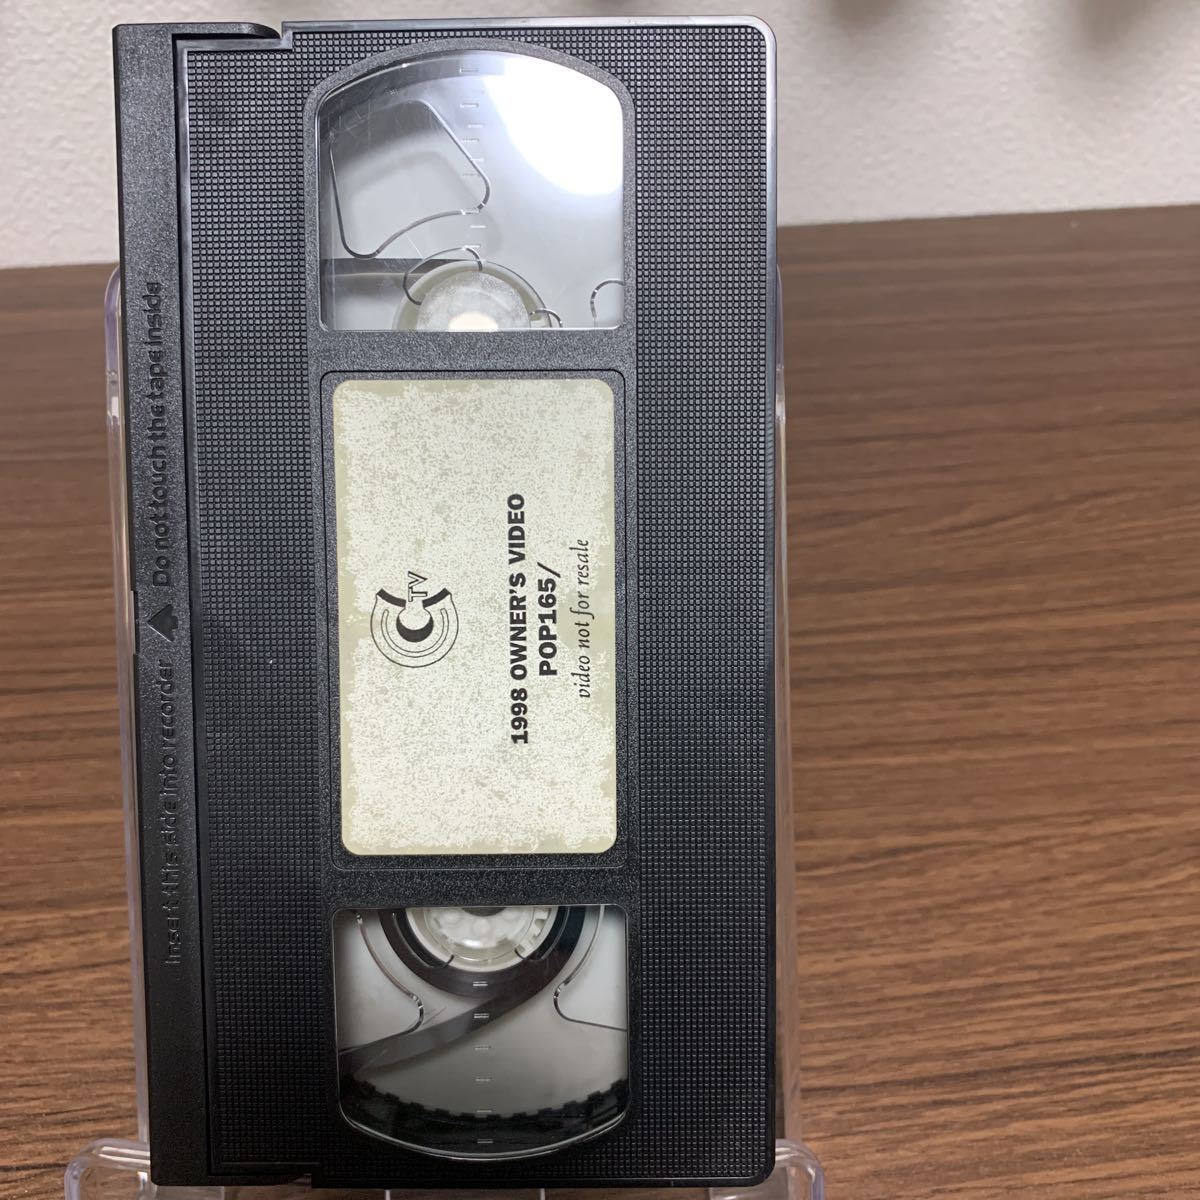 Insert this side into recorder ▲ Do not touch the tape inside
C TV
1998 OWNER'S VIDEO
POP165/
video not for resale